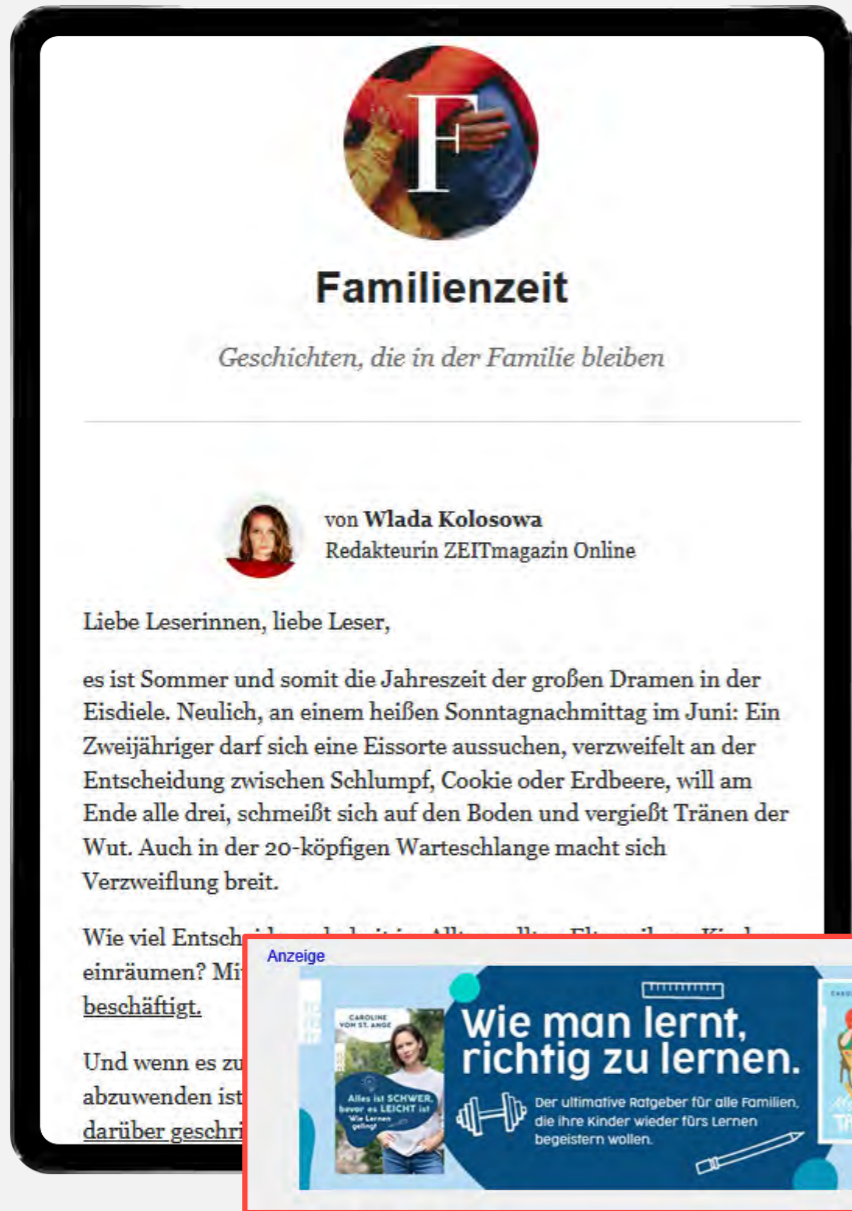 F
Familienzeit
Geschichten, die in der Familie bleiben
von Wlada Kolosowa
Redakteurin ZEITmagazin Online
Liebe Leserinnen, liebe Leser,
es ist Sommer und somit die Jahreszeit der großen Dramen in der
Eisdiele. Neulich, an einem heißen Sonntagnachmittag im Juni: Ein
Zweijähriger darf sich eine Eissorte aussuchen, verzweifelt an der
Entscheidung zwischen Schlumpf, Cookie oder Erdbeere, will am
Ende alle drei, schmeißt sich auf den Boden und vergießt Tränen der
Wut. Auch in der 20-köpfigen Warteschlange macht sich
Verzweiflung breit.
Wie viel
einräumen?
beschäftigt.
Und wenn es zu
abzuwenden ist
darüber
Anzeige
CAROLINE
VON ST. ANGE
Alles ist SCHWER,
bevor es LEICHT ist
Wie Lernen
gelingt
Wie man lernt,
richtig zu lernen.
Der ultimative Ratgeber für alle Familien,
die ihre Kinder wieder fürs Lernen
begeistern wollen.